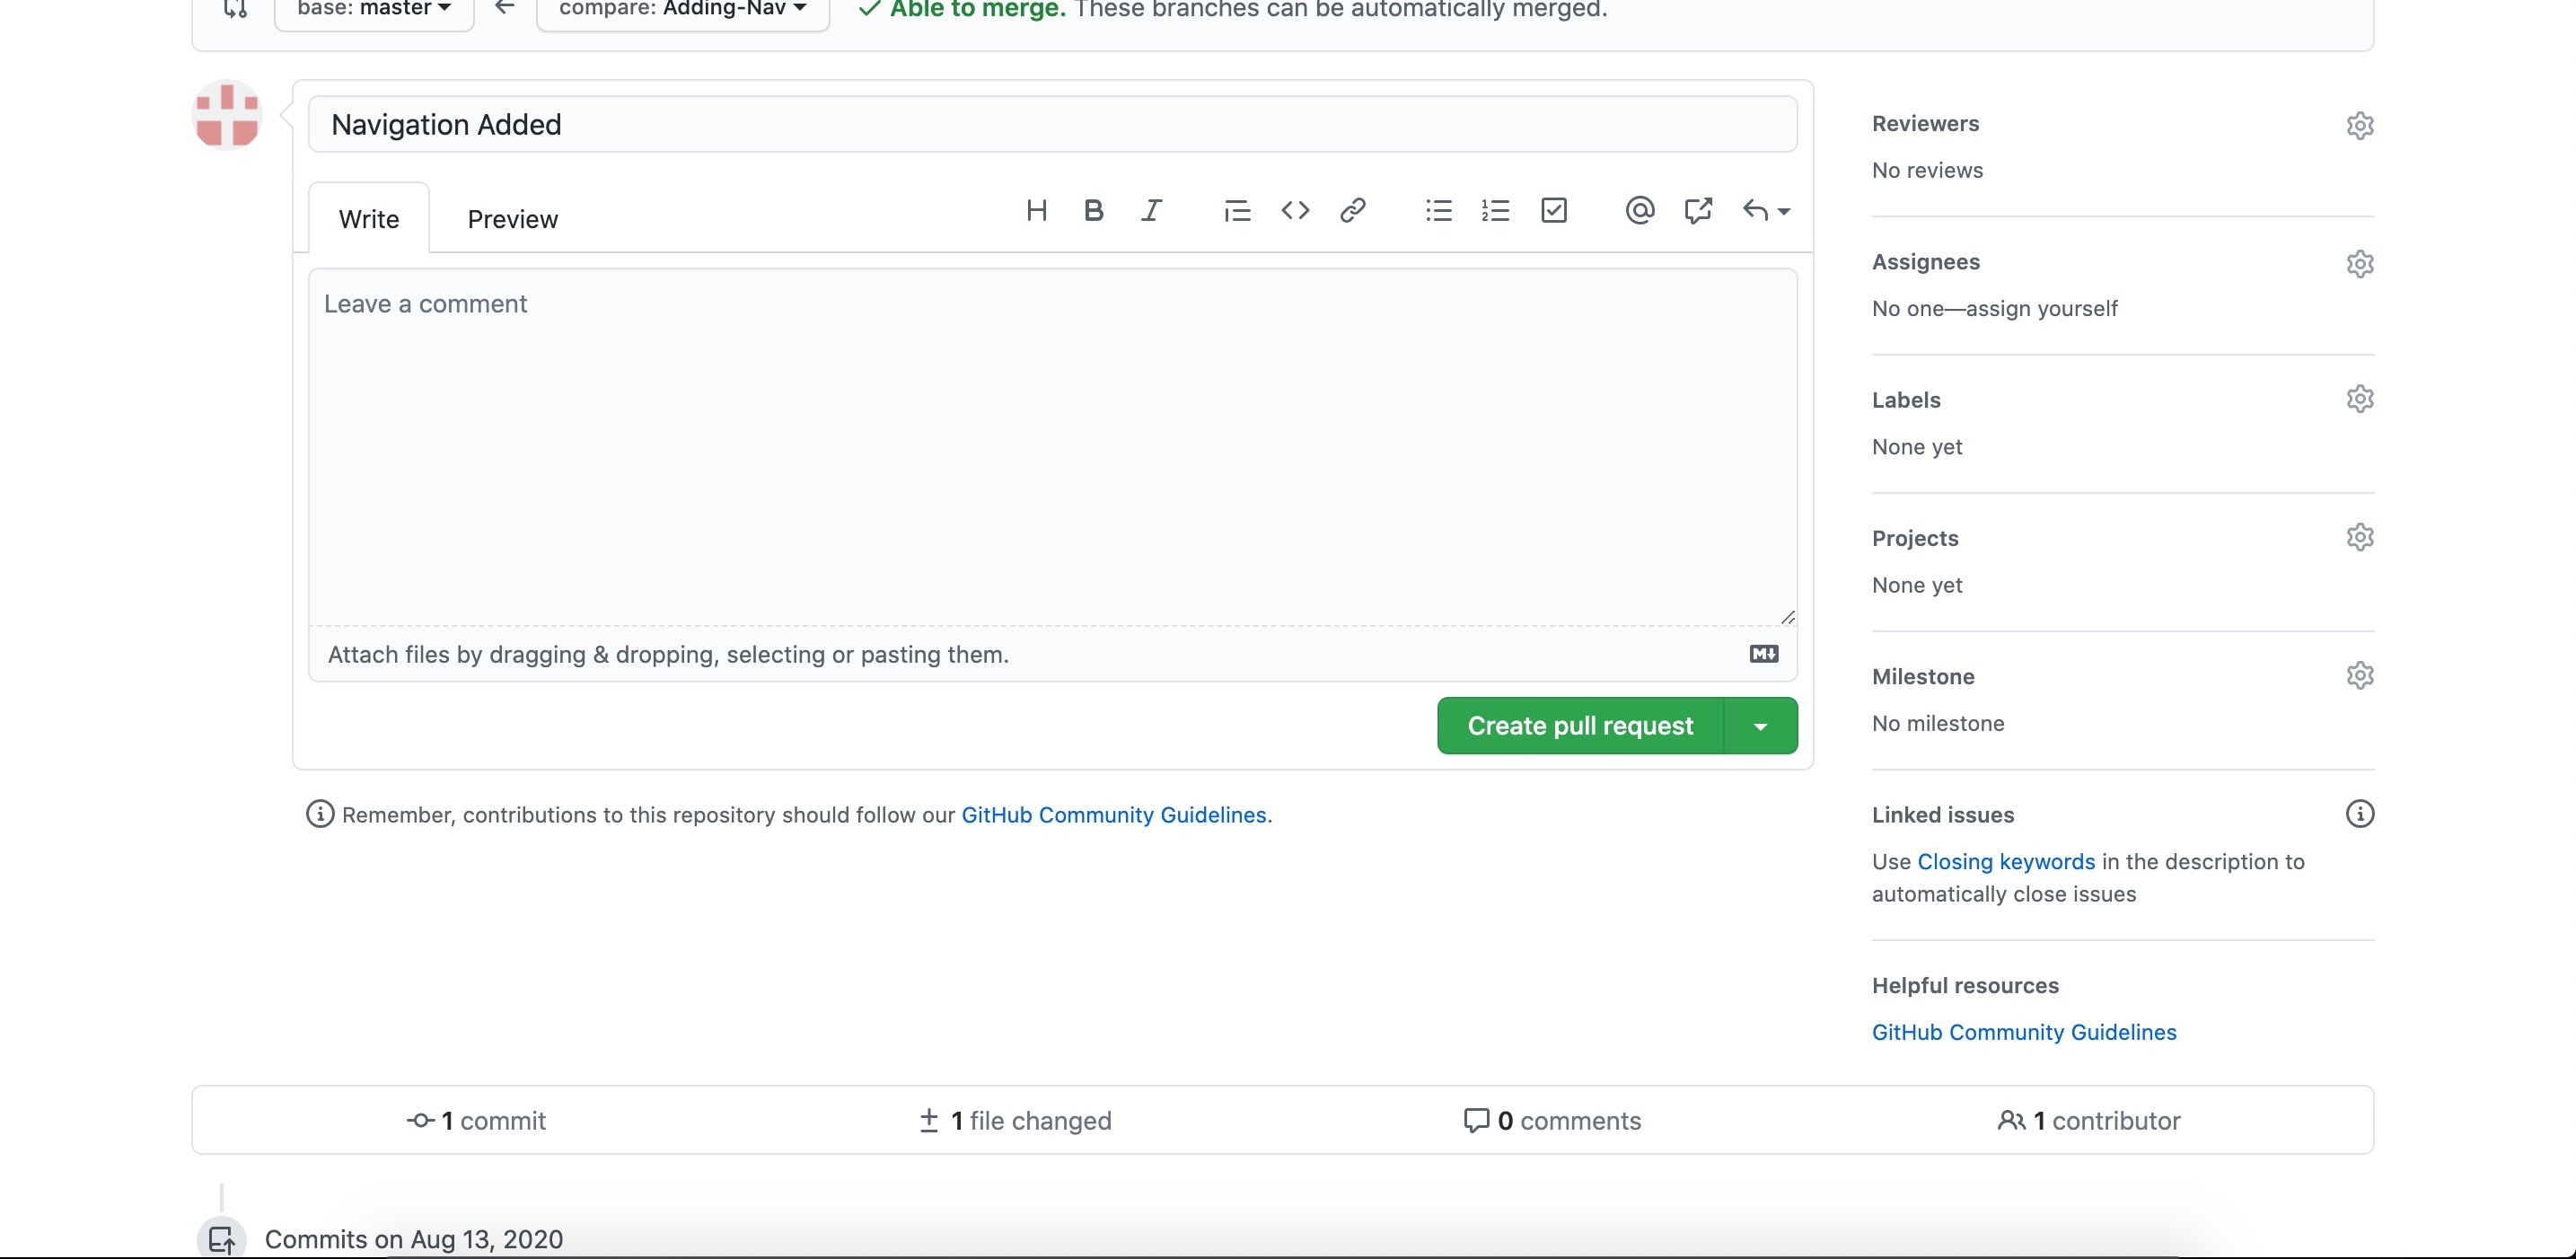 base: master
compare: Adding-Nav
Able to merge. These branches can be automatically merged.
Navigation Added
Write
Preview
Leave a comment
Attach files by dragging & dropping, selecting or pasting them.
Create pull request
Remember, contributions to this repository should follow our GitHub Community Guidelines.
Reviewers
No reviews
Assignees
No one—assign yourself
Labels
None yet
Projects
None yet
Milestone
No milestone
Linked issues
Use Closing keywords in the description to
automatically close issues
Helpful resources
GitHub Community Guidelines
1 commit
1 file changed
0 comments
1 contributor
Commits on Aug 13, 2020